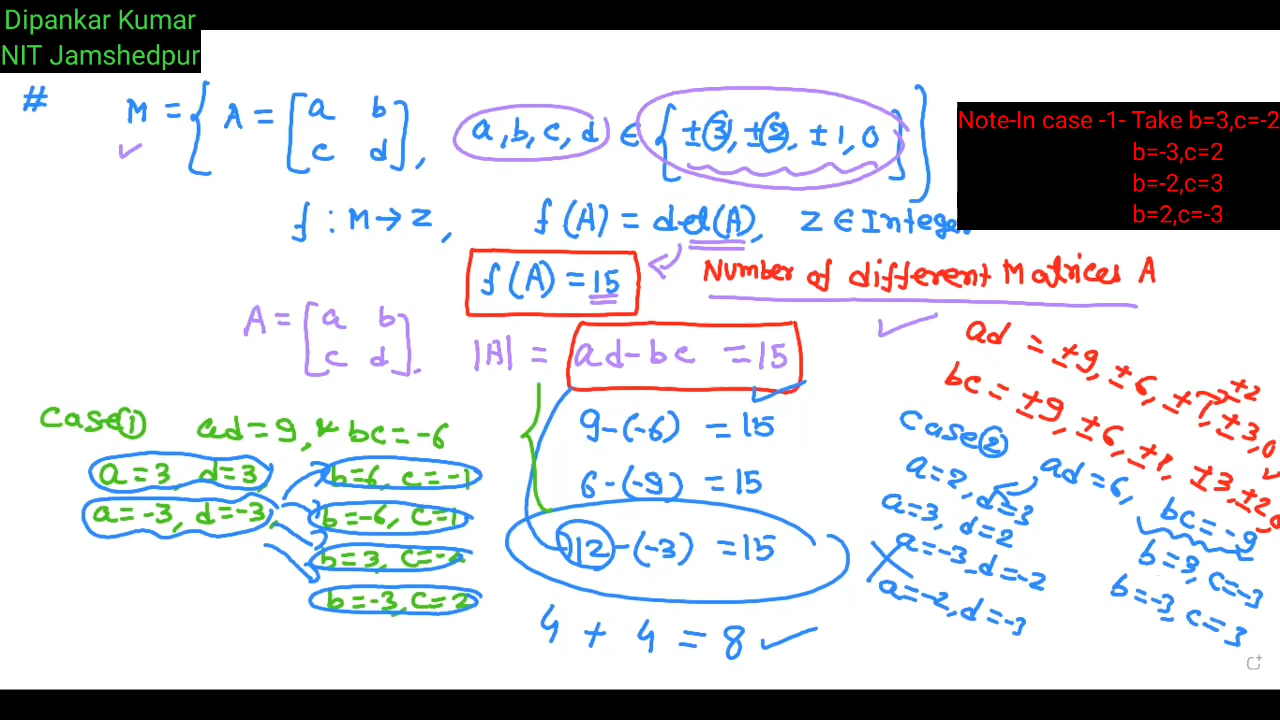 Dipankar Kumar
NIT Jamshedpur
# M = { A = [a b c d], a, b, c, d ∈ {±3, ±2, ±1, 0} }
Note-In case -1- Take b=3,c=-2
b=-3,c=2
b=-2,c=3
b=2,c=-3
f : M → Z, f(A) = det(A), Z ∈ Integer
f(A) = 15 Number of different Matrices A
A = [a b c d]. |A| = ad - bc = 15
ad = ±9, ±6, ±1, ±2, ±3, 0
bc = ±9, ±6, ±1, ±3, ±2,
Case ①
ad = 9, & bc = -6
a = 3 d = 3 b = 6, c = -1
a = -3, d = -3, b = -6, c = 1
b = 3, c = -2
b = -3, c = 2
9 - (-6) = 15
6 - (-9) = 15
12 - (-3) = 15
4 + 4 = 8
Case ②
ad = 6, bc = -9
a = 2, d = 3
a = 3, d = 2
a = -3, d = -2
a = -2, d = -3
b = 3, c = -3
b = -3, c = 3